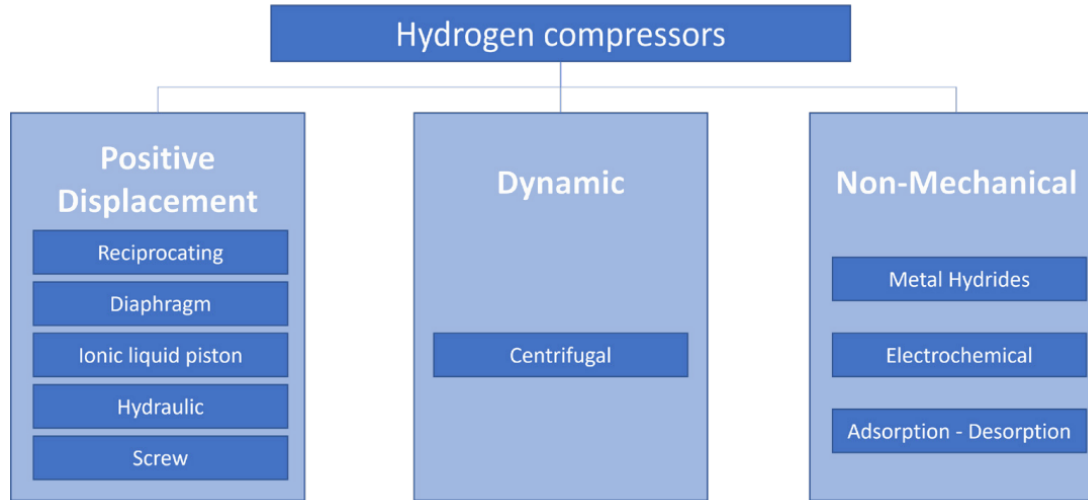 Hydrogen compressors
Positive
Displacement
Reciprocating
Diaphragm
Ionic liquid piston
Hydraulic
Screw
Dynamic
Centrifugal
Non-Mechanical
Metal Hydrides
Electrochemical
Adsorption - Desorption